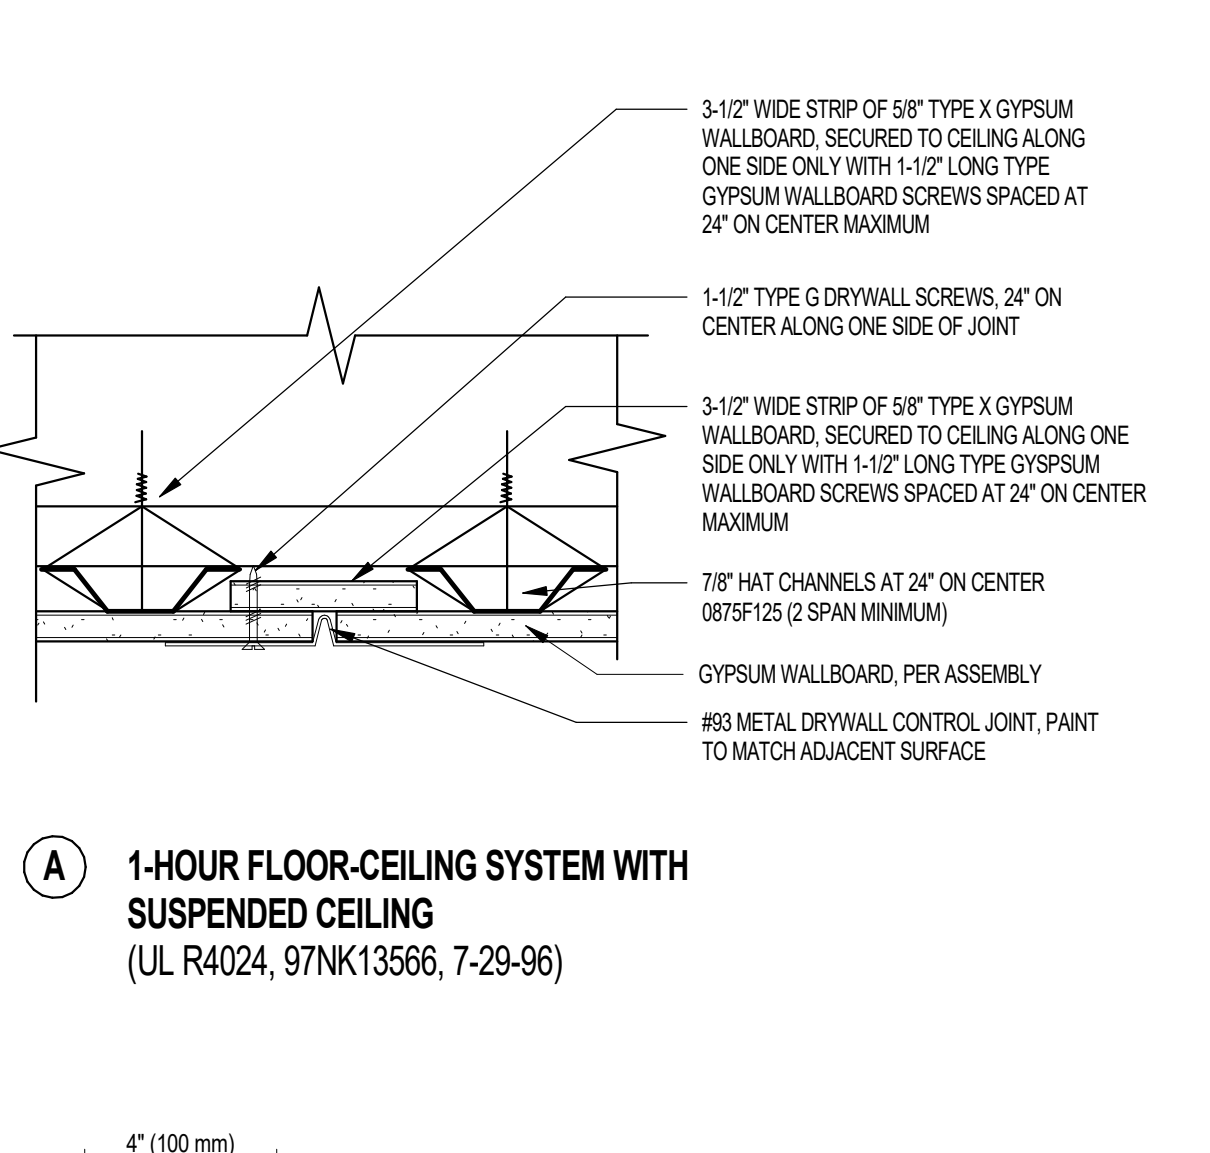 3-1/2" WIDE STRIP OF 5/8" TYPE X GYPSUM
WALLBOARD, SECURED TO CEILING ALONG
ONE SIDE ONLY WITH 1-1/2" LONG TYPE
GYPSUM WALLBOARD SCREWS SPACED AT
24" ON CENTER MAXIMUM
1-1/2" TYPE G DRYWALL SCREWS, 24" ON
CENTER ALONG ONE SIDE OF JOINT
3-1/2" WIDE STRIP OF 5/8" TYPE X GYPSUM
WALLBOARD, SECURED TO CEILING ALONG ONE
SIDE ONLY WITH 1-1/2" LONG TYPE GYSPSUM
WALLBOARD SCREWS SPACED AT 24" ON CENTER
MAXIMUM
7/8" HAT CHANNELS AT 24" ON CENTER
0875F125 (2 SPAN MINIMUM)
GYPSUM WALLBOARD, PER ASSEMBLY
#93 METAL DRYWALL CONTROL JOINT, PAINT
TO MATCH ADJACENT SURFACE
A 1-HOUR FLOOR-CEILING SYSTEM WITH
SUSPENDED CEILING
(UL R4024, 97NK13566, 7-29-96)
4" (100 mm)